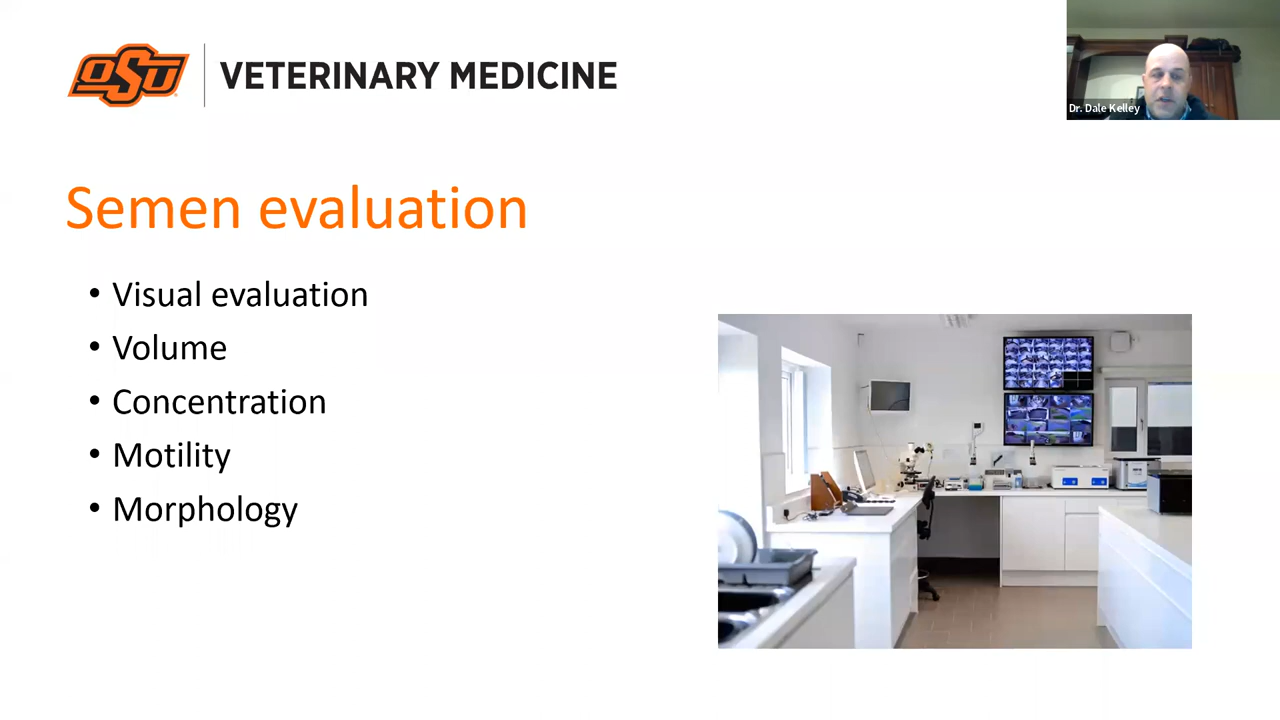 OSU
VETERINARY MEDICINE
Dr. Dale Kelley
Semen evaluation
• Visual evaluation
• Volume
• Concentration
• Motility
• Morphology